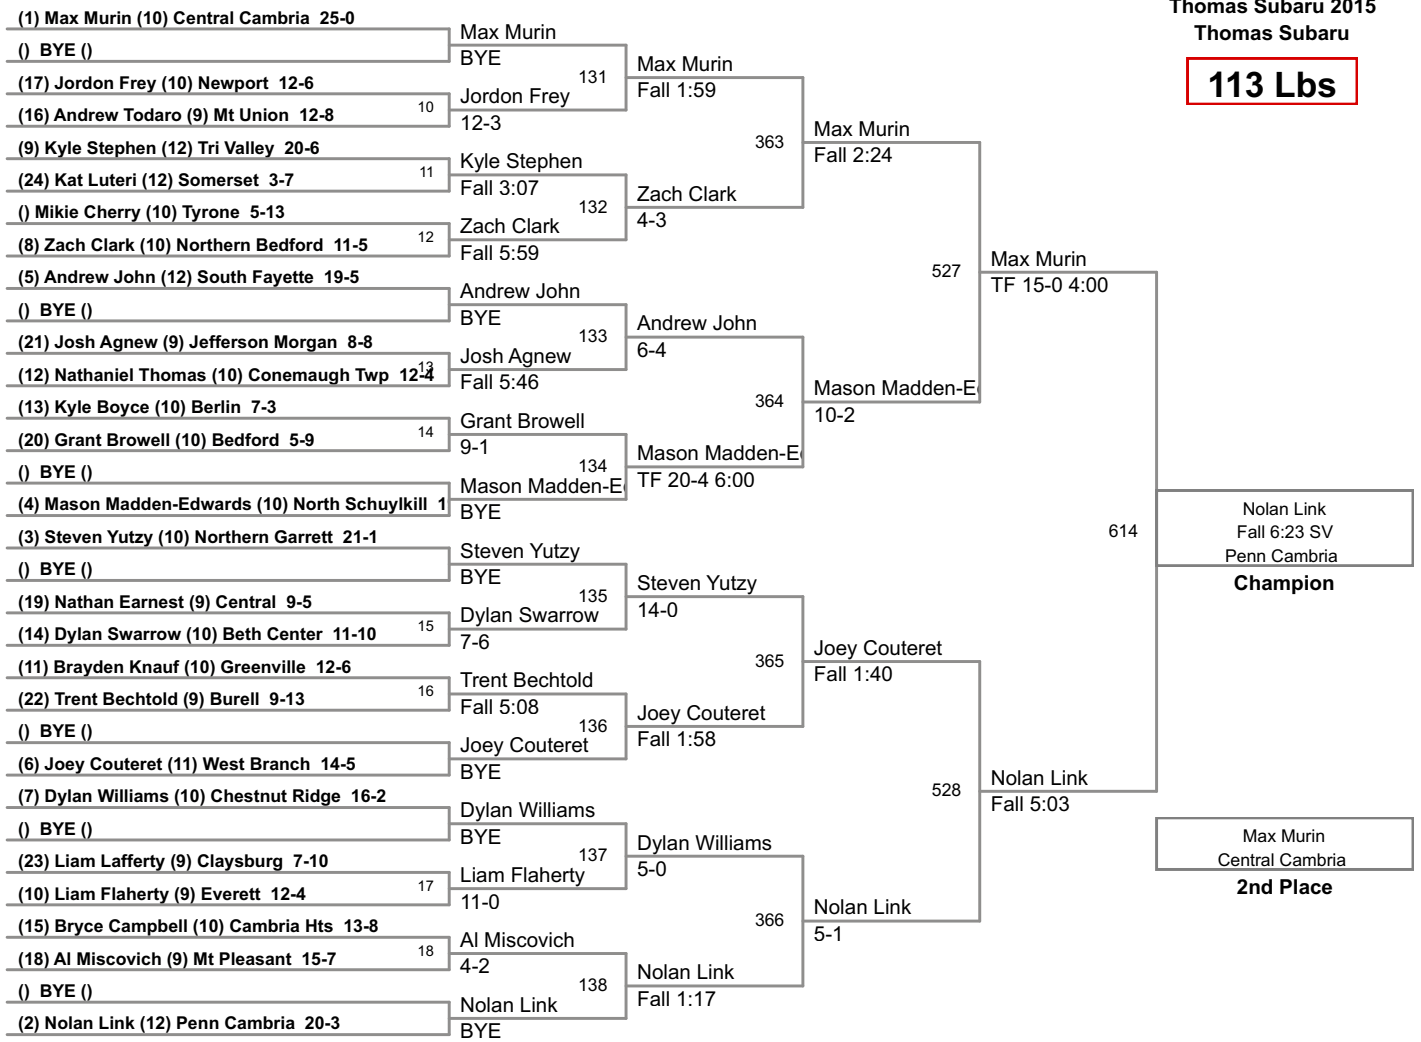 Thomas Subaru 2015
Thomas Subaru
113 Lbs
(1) Max Murin (10) Central Cambria 25-0
() BYE ()
(17) Jordon Frey (10) Newport 12-6
(16) Andrew Todaro (9) Mt Union 12-8
(9) Kyle Stephen (12) Tri Valley 20-6
(24) Kat Luteri (12) Somerset 3-7
() Mikie Cherry (10) Tyrone 5-13
(8) Zach Clark (10) Northern Bedford 11-5
(5) Andrew John (12) South Fayette 19-5
() BYE ()
(21) Josh Agnew (9) Jefferson Morgan 8-8
(12) Nathaniel Thomas (10) Conemaugh Twp 12-4
(13) Kyle Boyce (10) Berlin 7-3
(20) Grant Browell (10) Bedford 5-9
() BYE ()
(4) Mason Madden-Edwards (10) North Schuylkill 1
(3) Steven Yutzy (10) Northern Garrett 21-1
() BYE ()
(19) Nathan Earnest (9) Central 9-5
(14) Dylan Swarrow (10) Beth Center 11-10
(11) Brayden Knauf (10) Greenville 12-6
(22) Trent Bechtold (9) Burell 9-13
() BYE ()
(6) Joey Couteret (11) West Branch 14-5
(7) Dylan Williams (10) Chestnut Ridge 16-2
() BYE ()
(23) Liam Lafferty (9) Claysburg 7-10
(10) Liam Flaherty (9) Everett 12-4
(15) Bryce Campbell (10) Cambria Hts 13-8
(18) Al Miscovich (9) Mt Pleasant 15-7
() BYE ()
(2) Nolan Link (12) Penn Cambria 20-3
10
11
12
13
14
15
16
17
18
Max Murin
BYE
Jordon Frey
12-3
Kyle Stephen
Fall 3:07
Zach Clark
Fall 5:59
Andrew John
BYE
Josh Agnew
Fall 5:46
Grant Browell
9-1
Mason Madden-E
BYE
Steven Yutzy
BYE
Dylan Swarrow
7-6
Trent Bechtold
Fall 5:08
Joey Couteret
BYE
Dylan Williams
BYE
Liam Flaherty
11-0
Al Miscovich
4-2
Nolan Link
BYE
131
132
133
134
135
136
137
138
Max Murin
Fall 1:59
Zach Clark
4-3
Andrew John
6-4
Mason Madden-E
TF 20-4 6:00
Steven Yutzy
14-0
Joey Couteret
Fall 1:58
Dylan Williams
5-0
Nolan Link
Fall 1:17
363
364
365
366
Max Murin
Fall 2:24
Mason Madden-E
10-2
Joey Couteret
Fall 1:40
Nolan Link
5-1
527
528
Max Murin
TF 15-0 4:00
Nolan Link
Fall 5:03
614
Nolan Link
Fall 6:23 SV
Penn Cambria
Champion
Max Murin
Central Cambria
2nd Place